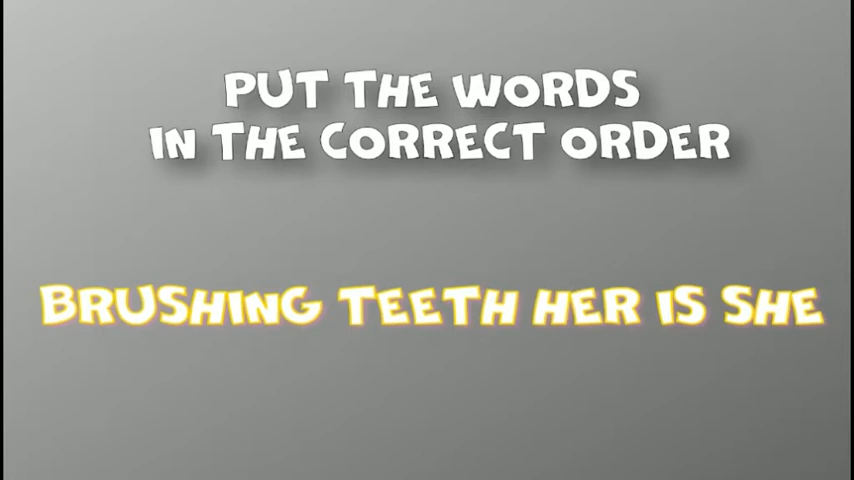 PUT THE WORDS
IN THE CORRECT ORDER
BRUSHING TEETH HER IS SHE